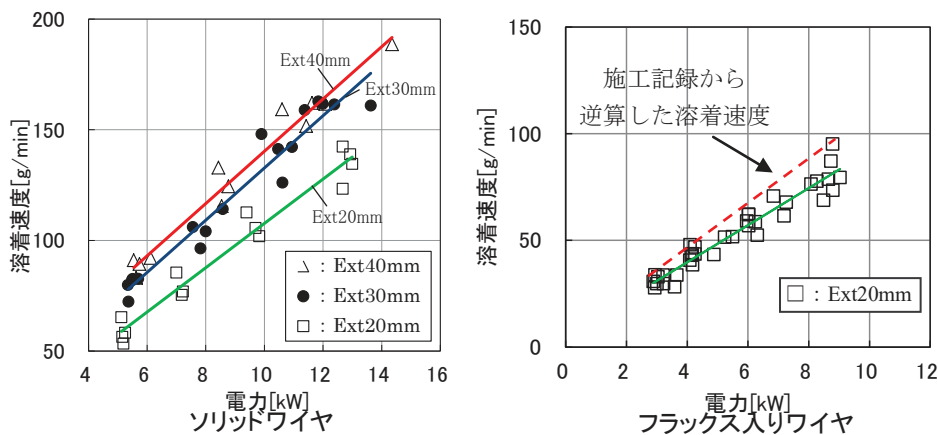 200
150
100
50
溶着速度[g/min]
Ext40mm
Ext30mm
Ext20mm
△ : Ext40mm
● : Ext30mm
□ : Ext20mm
4 6 8 10 12 14 16
電力[kW]
ソリッドワイヤ
150
100
50
0
溶着速度[g/min]
施工記録から
逆算した溶着速度
□ : Ext20mm
0 2 4 6 8 10 12
電力[kW]
フラックス入りワイヤ